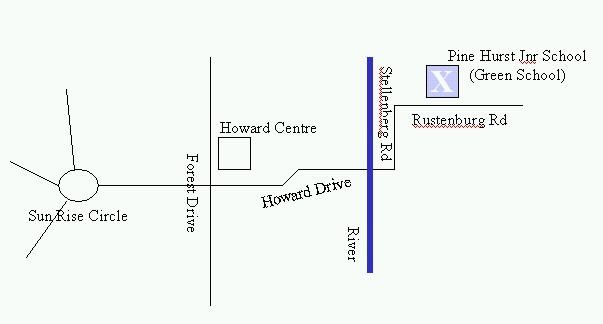 Pine Hurst Jnr School
(Green School)
X
Stellenberg Rd
Rustenburg Rd
Howard Centre
Forest Drive
Howard Drive
Sun Rise Circle
River